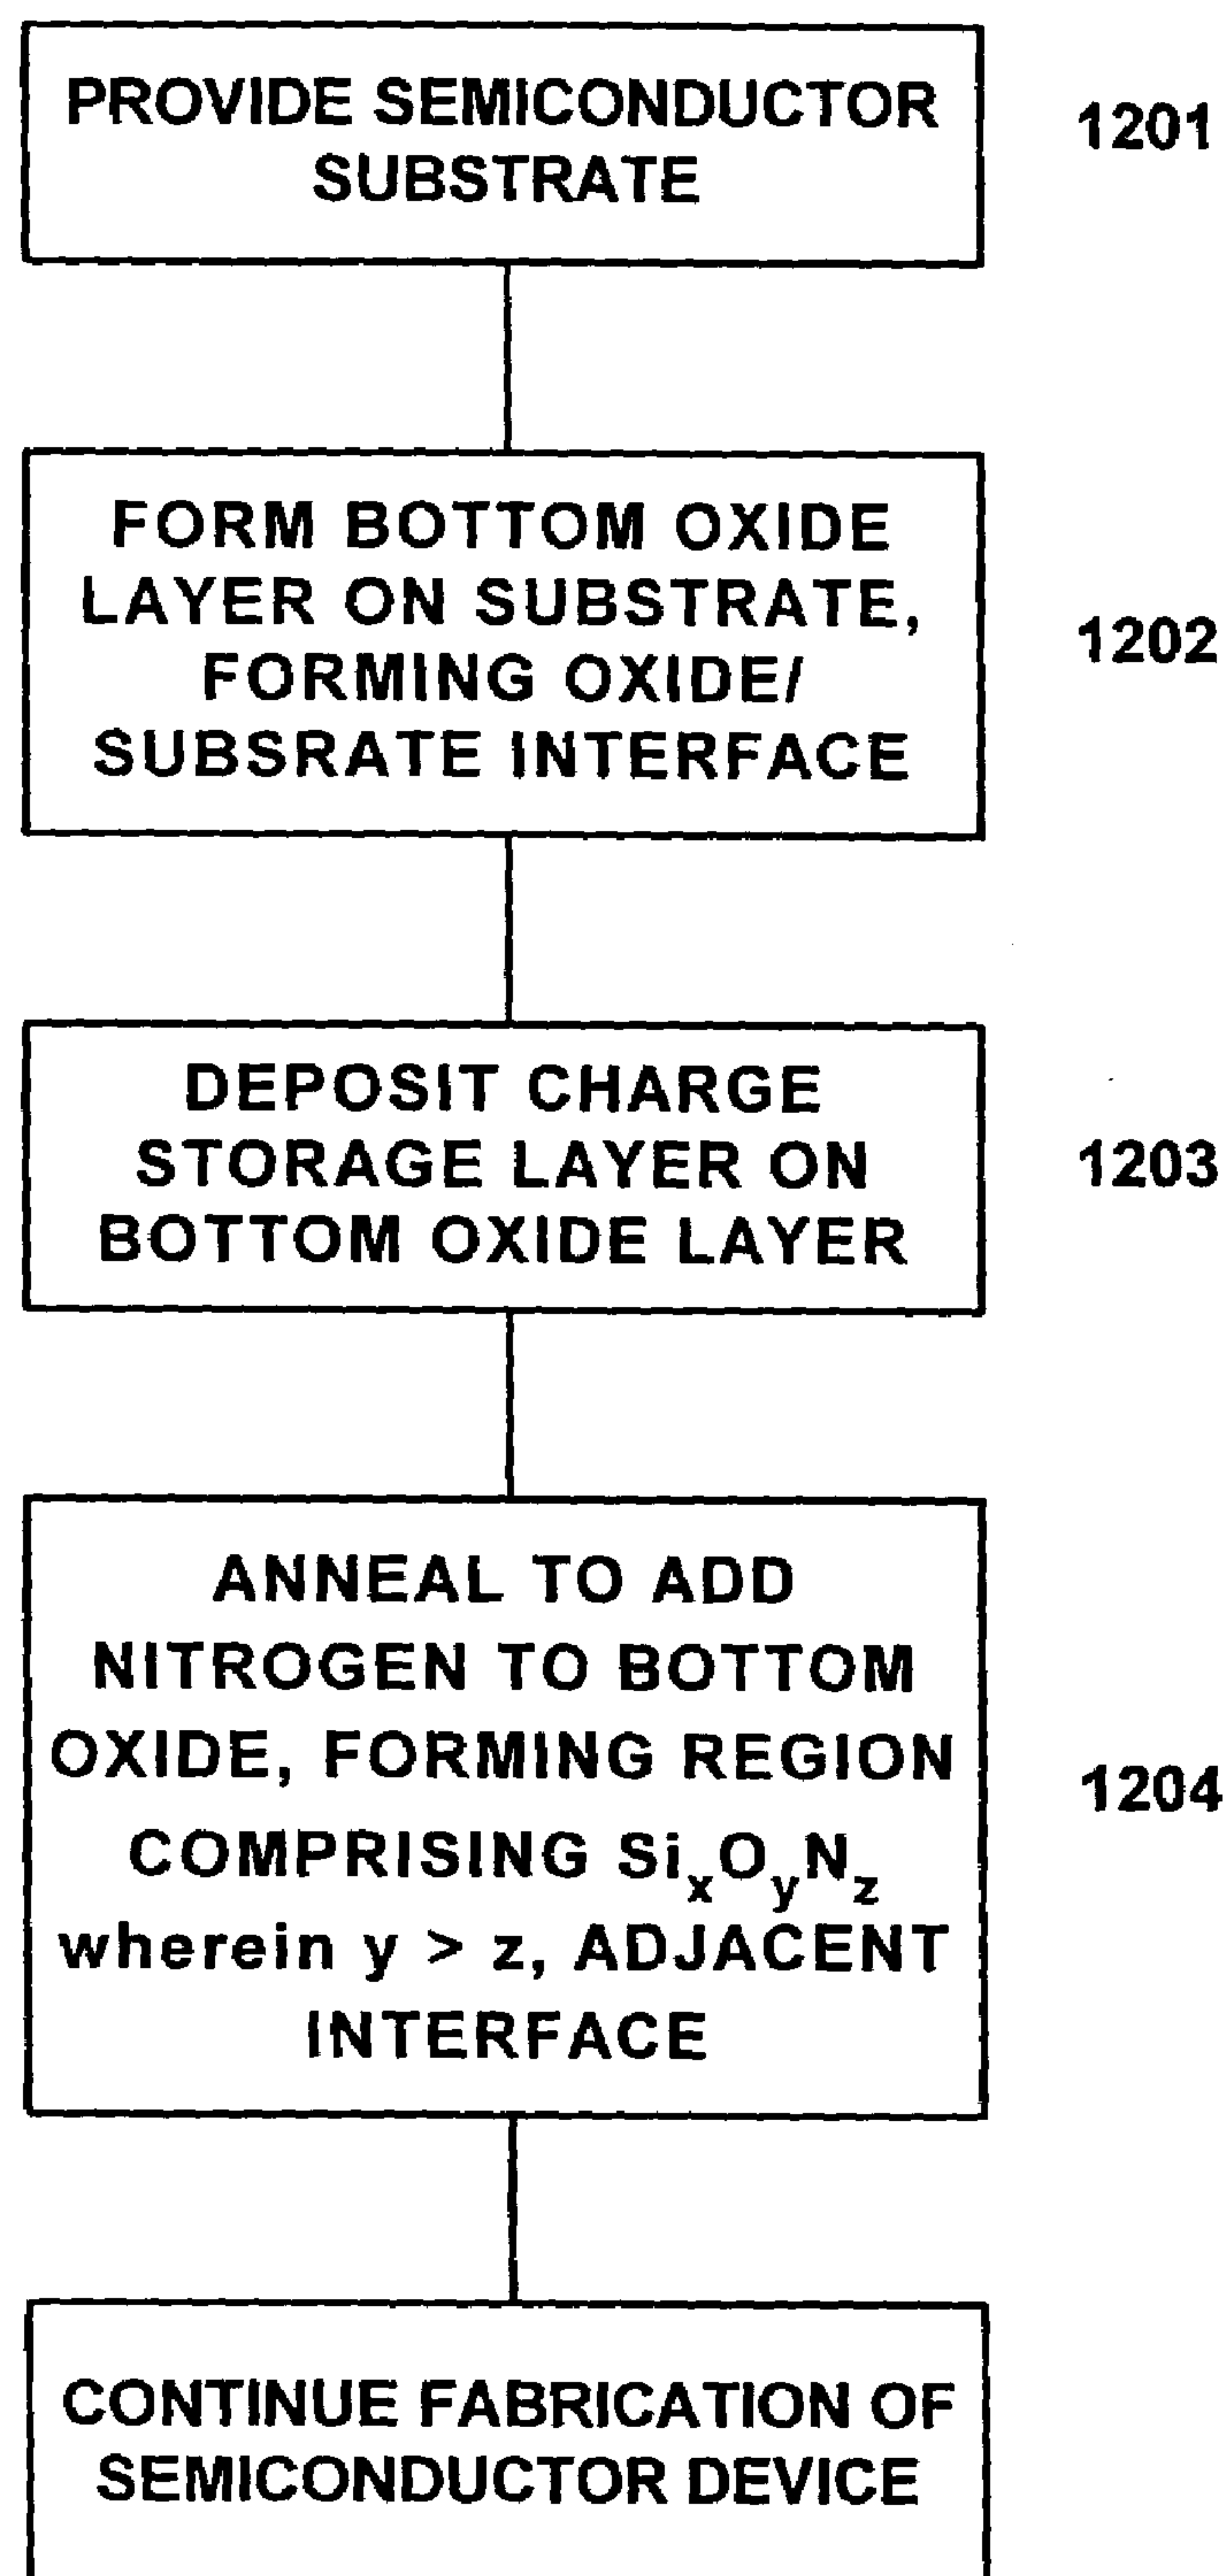 PROVIDE SEMICONDUCTOR
SUBSTRATE
1201
FORM BOTTOM OXIDE
LAYER ON SUBSTRATE,
FORMING OXIDE/
SUBSRATE INTERFACE
1202
DEPOSIT CHARGE
STORAGE LAYER ON
BOTTOM OXIDE LAYER
1203
ANNEAL TO ADD
NITROGEN TO BOTTOM
OXIDE, FORMING REGION
COMPRISING SixOyNz
wherein y > z, ADJACENT
INTERFACE
1204
CONTINUE FABRICATION OF
SEMICONDUCTOR DEVICE